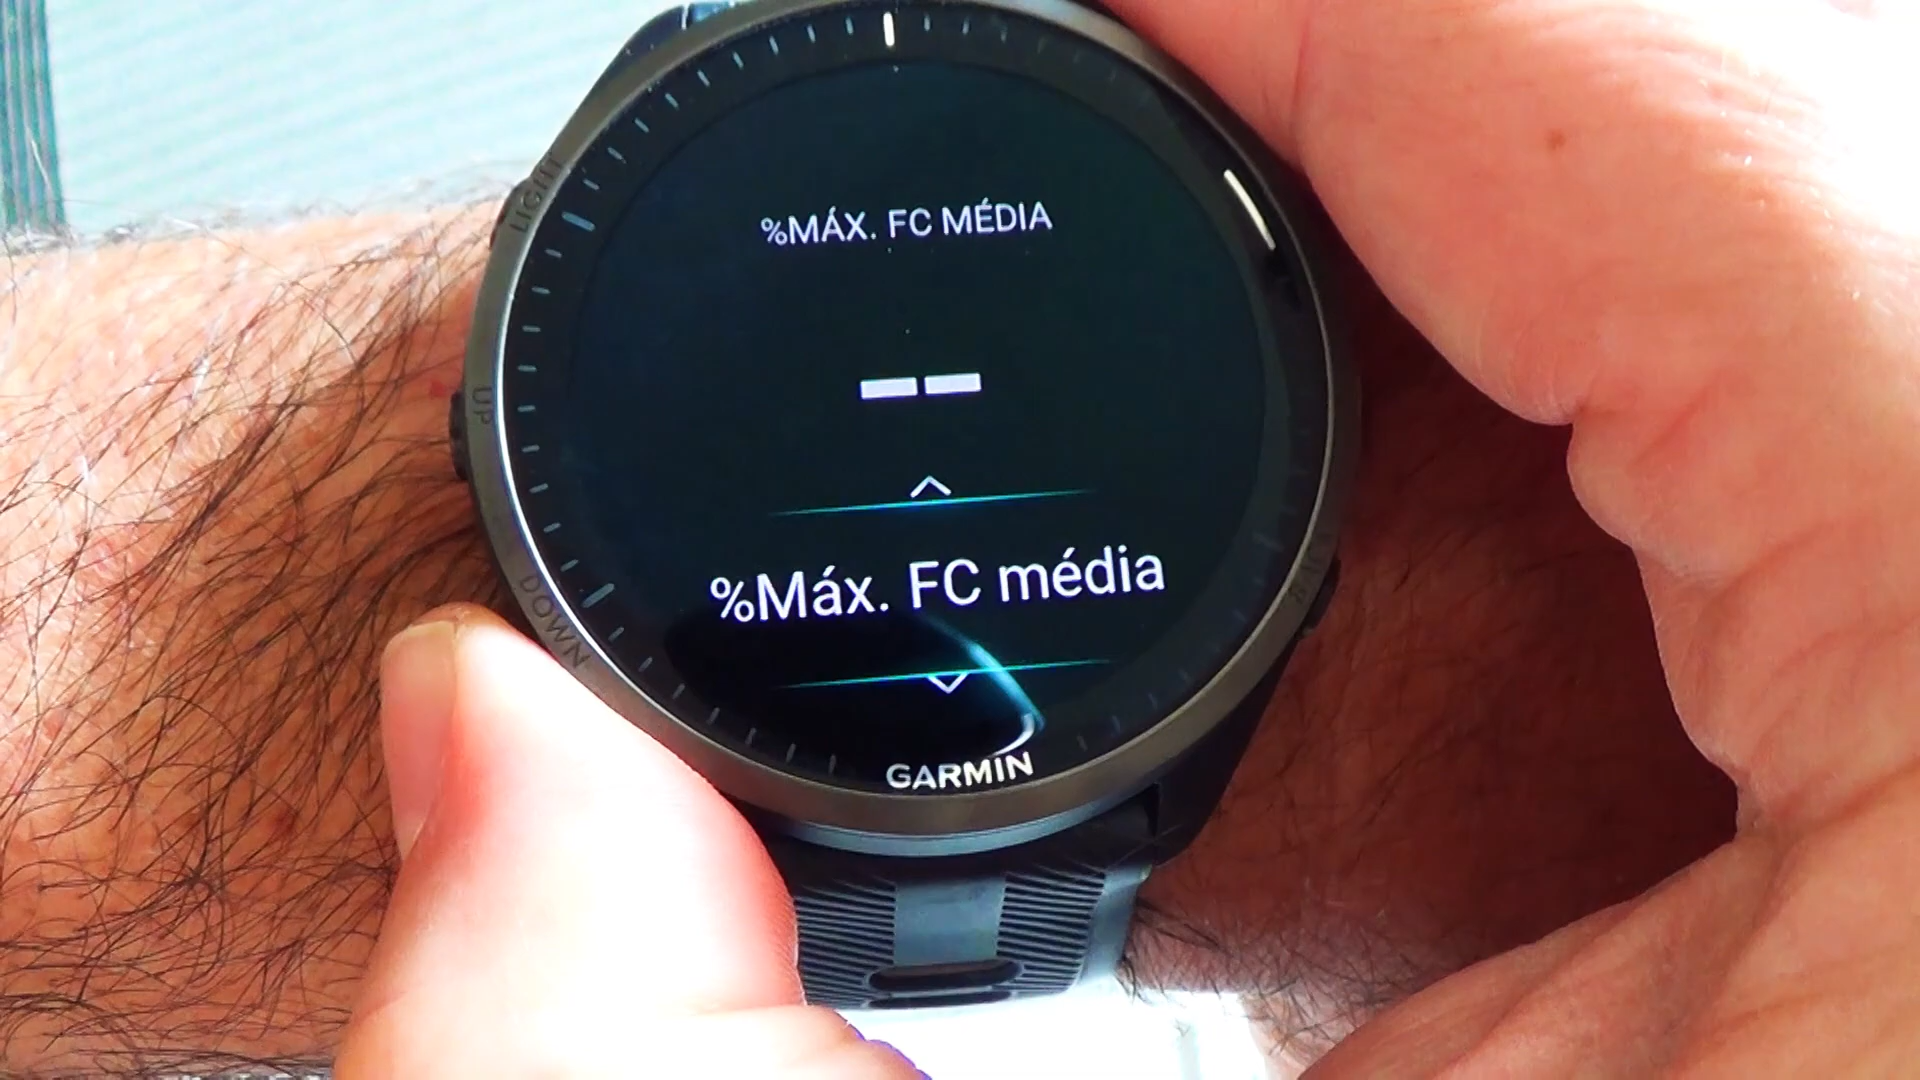 LIGHT
%MÁX. FC MÉDIA
--
UP
%Máx. FC média
DOWN
GARMIN